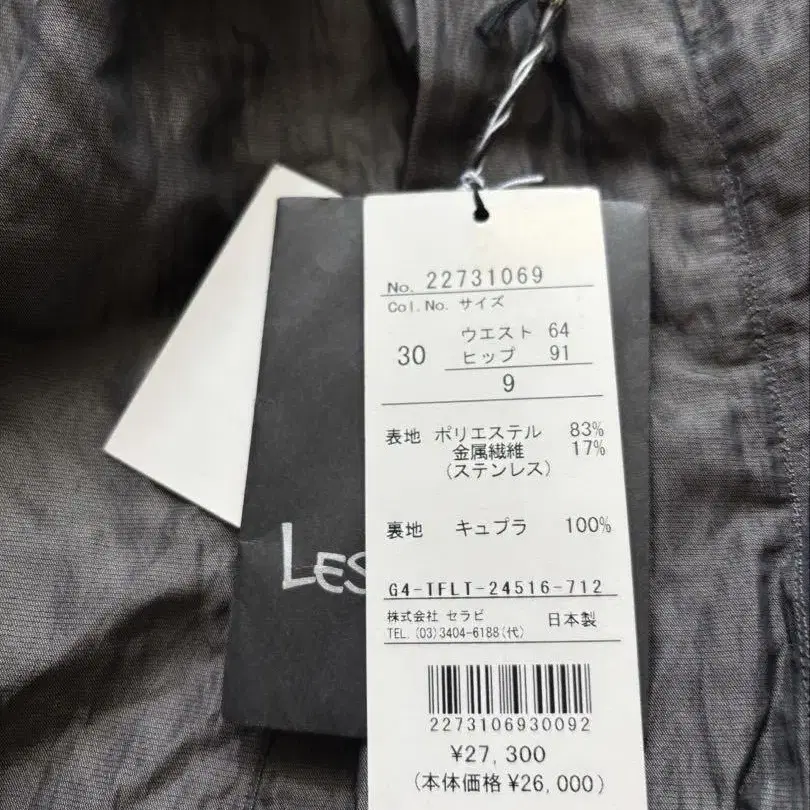 No. 22731069
Col.No. サイズ
30 ウエスト 64
ヒップ 91
9
表地 ポリエステル 83%
金属繊維 17%
(ステンレス)
裏地 キュプラ 100%
LES
G4-TFLT-24516-712
株式会社 セラビ 日本製
TEL.(03)3404-6188(代)
2273106930092
¥27,300
(本体価格¥26,000)